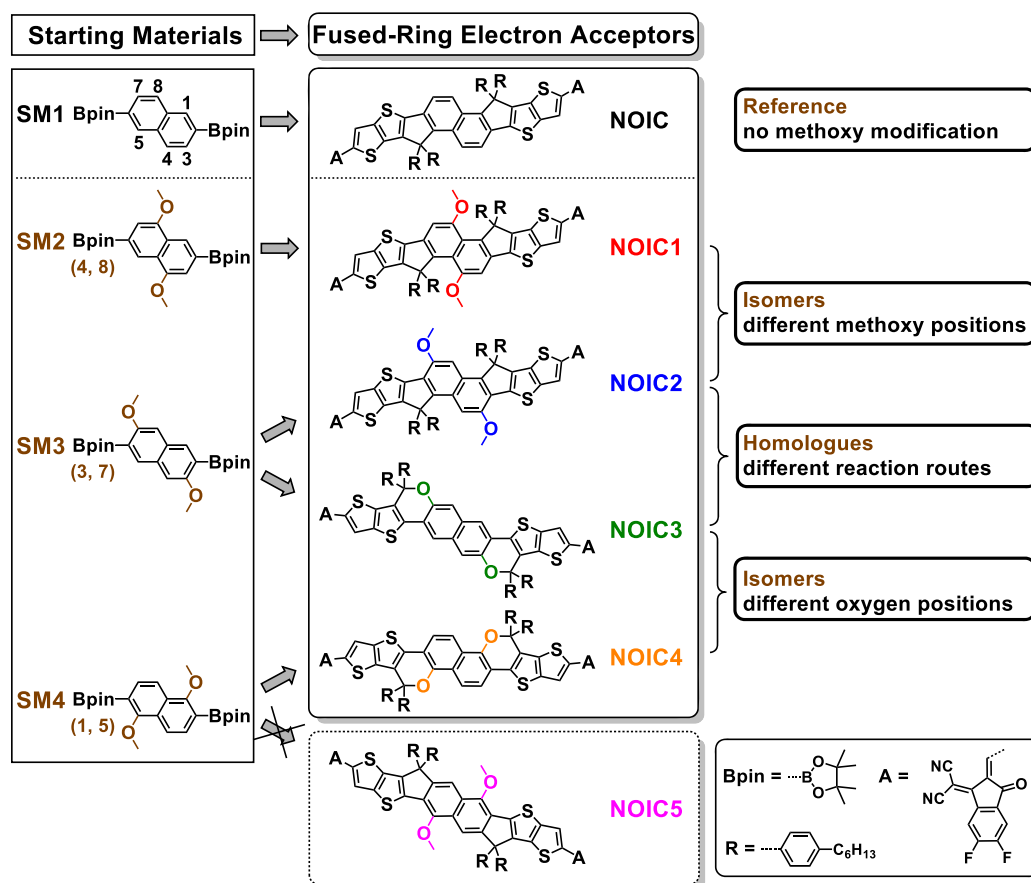 Starting Materials
Fused-Ring Electron Acceptors
SM1
Bpin
7 8
1
5
4 3
Bpin
R R
A
S
S
S
S
A
R R
NOIC
Reference
no methoxy modification
SM2
(4, 8)
Bpin
O
O
Bpin
O
R R
A
S
S
S
S
A
R R
O
NOIC1
Isomers
different methoxy positions
O
R R
A
S
S
S
S
A
R R
O
NOIC2
SM3
(3, 7)
Bpin
O
O
Bpin
Homologues
different reaction routes
R R
O
A
S
S
S
S
A
O
R R
NOIC3
Isomers
different oxygen positions
SM4
(1, 5)
Bpin
O
O
Bpin
R
R
O
A
S
S
S
S
A
O
R
R
NOIC4
R R
A
S
S
O
O
S
S
A
R R
NOIC5
Bpin =
B
O
O
A =
NC
CN
O
F
F
R =
C6H13